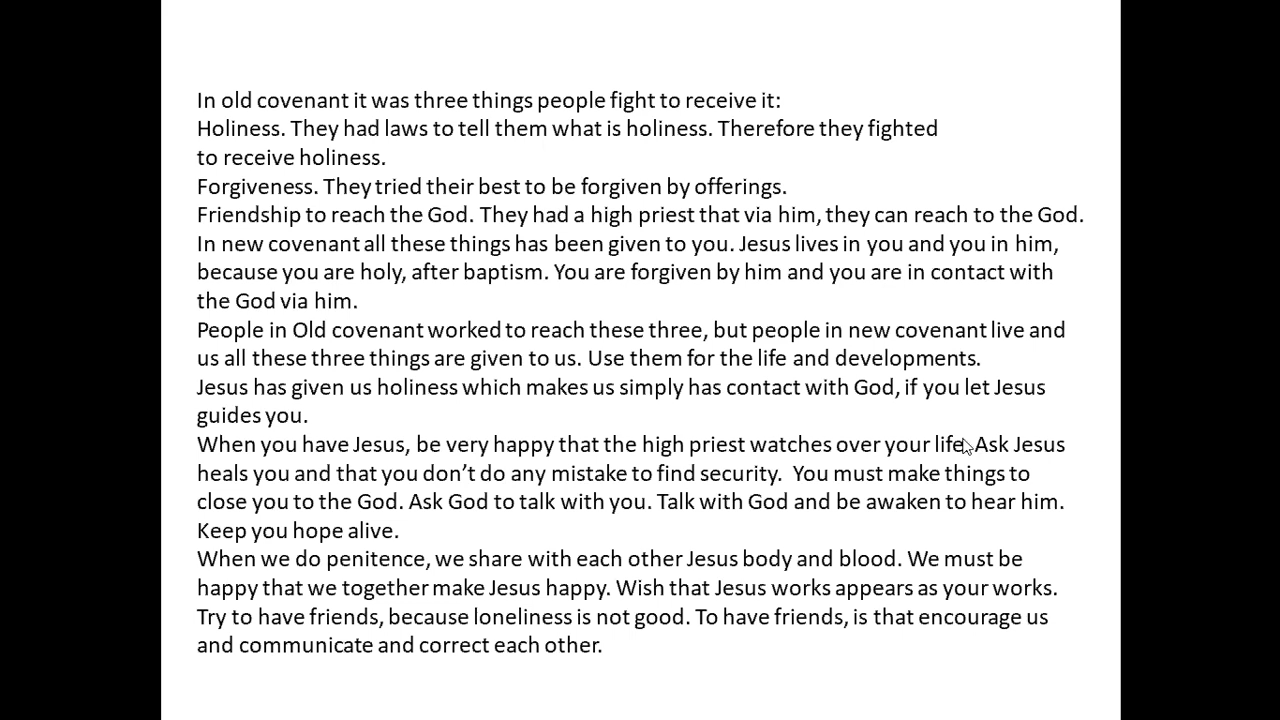 In old covenant it was three things people fight to receive it:
Holiness. They had laws to tell them what is holiness. Therefore they fighted
to receive holiness.
Forgiveness. They tried their best to be forgiven by offerings.
Friendship to reach the God. They had a high priest that via him, they can reach to the God.
In new covenant all these things has been given to you. Jesus lives in you and you in him,
because you are holy, after baptism. You are forgiven by him and you are in contact with
the God via him.
People in Old covenant worked to reach these three, but people in new covenant live and
us all these three things are given to us. Use them for the life and developments.
Jesus has given us holiness which makes us simply has contact with God, if you let Jesus
guides you.
When you have Jesus, be very happy that the high priest watches over your life. Ask Jesus
heals you and that you don't do any mistake to find security.  You must make things to
close you to the God. Ask God to talk with you. Talk with God and be awaken to hear him.
Keep you hope alive.
When we do penitence, we share with each other Jesus body and blood. We must be
happy that we together make Jesus happy. Wish that Jesus works appears as your works.
Try to have friends, because loneliness is not good. To have friends, is that encourage us
and communicate and correct each other.